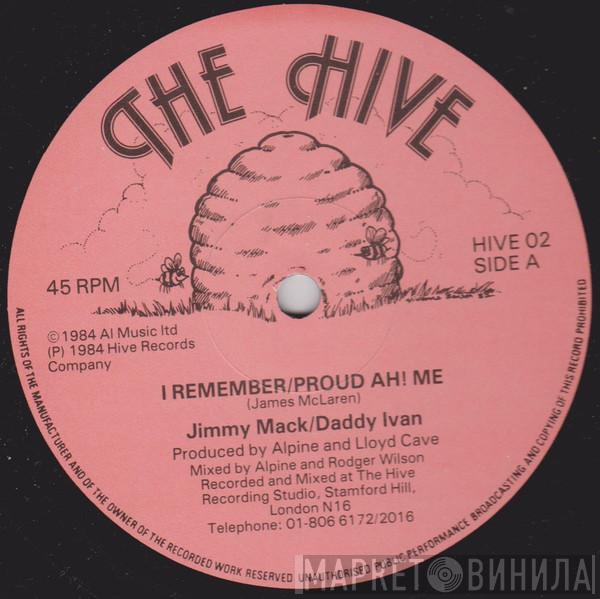 THE HIVE
45 RPM
HIVE 02
SIDE A
©1984 Al Music ltd
(P) 1984 Hive Records
Company
I REMEMBER/PROUD AH! ME
(James McLaren)
Jimmy Mack/Daddy Ivan
Produced by Alpine and Lloyd Cave
Mixed by Alpine and Rodger Wilson
Recorded and Mixed at The Hive
Recording Studio, Stamford Hill,
London N16
Telephone: 01-806 6172/2016
ALL RIGHTS OF THE MANUFACTURER AND OF THE OWNER OF THE RECORDED WORK RESERVED UNAUTHORISED PUBLIC PERFORMANCE BROADCASTING AND COPYING OF THIS RECORD PROHIBITED
МАРКЕТ ВИНИЛА